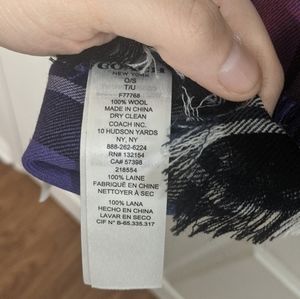 COACH
NEW YORK
O/S
T/U
F77768
100% WOOL
MADE IN CHINA
DRY CLEAN
COACH INC.
10 HUDSON YARDS
NY, NY
888-262-6224
RN# 132154
CA# 57398
218554
100% LAINE
FABRIQUÉ EN CHINE
NETTOYER À SEC
100% LANA
HECHO EN CHINA
LAVAR EN SECO
CIF N° B-65.335.317